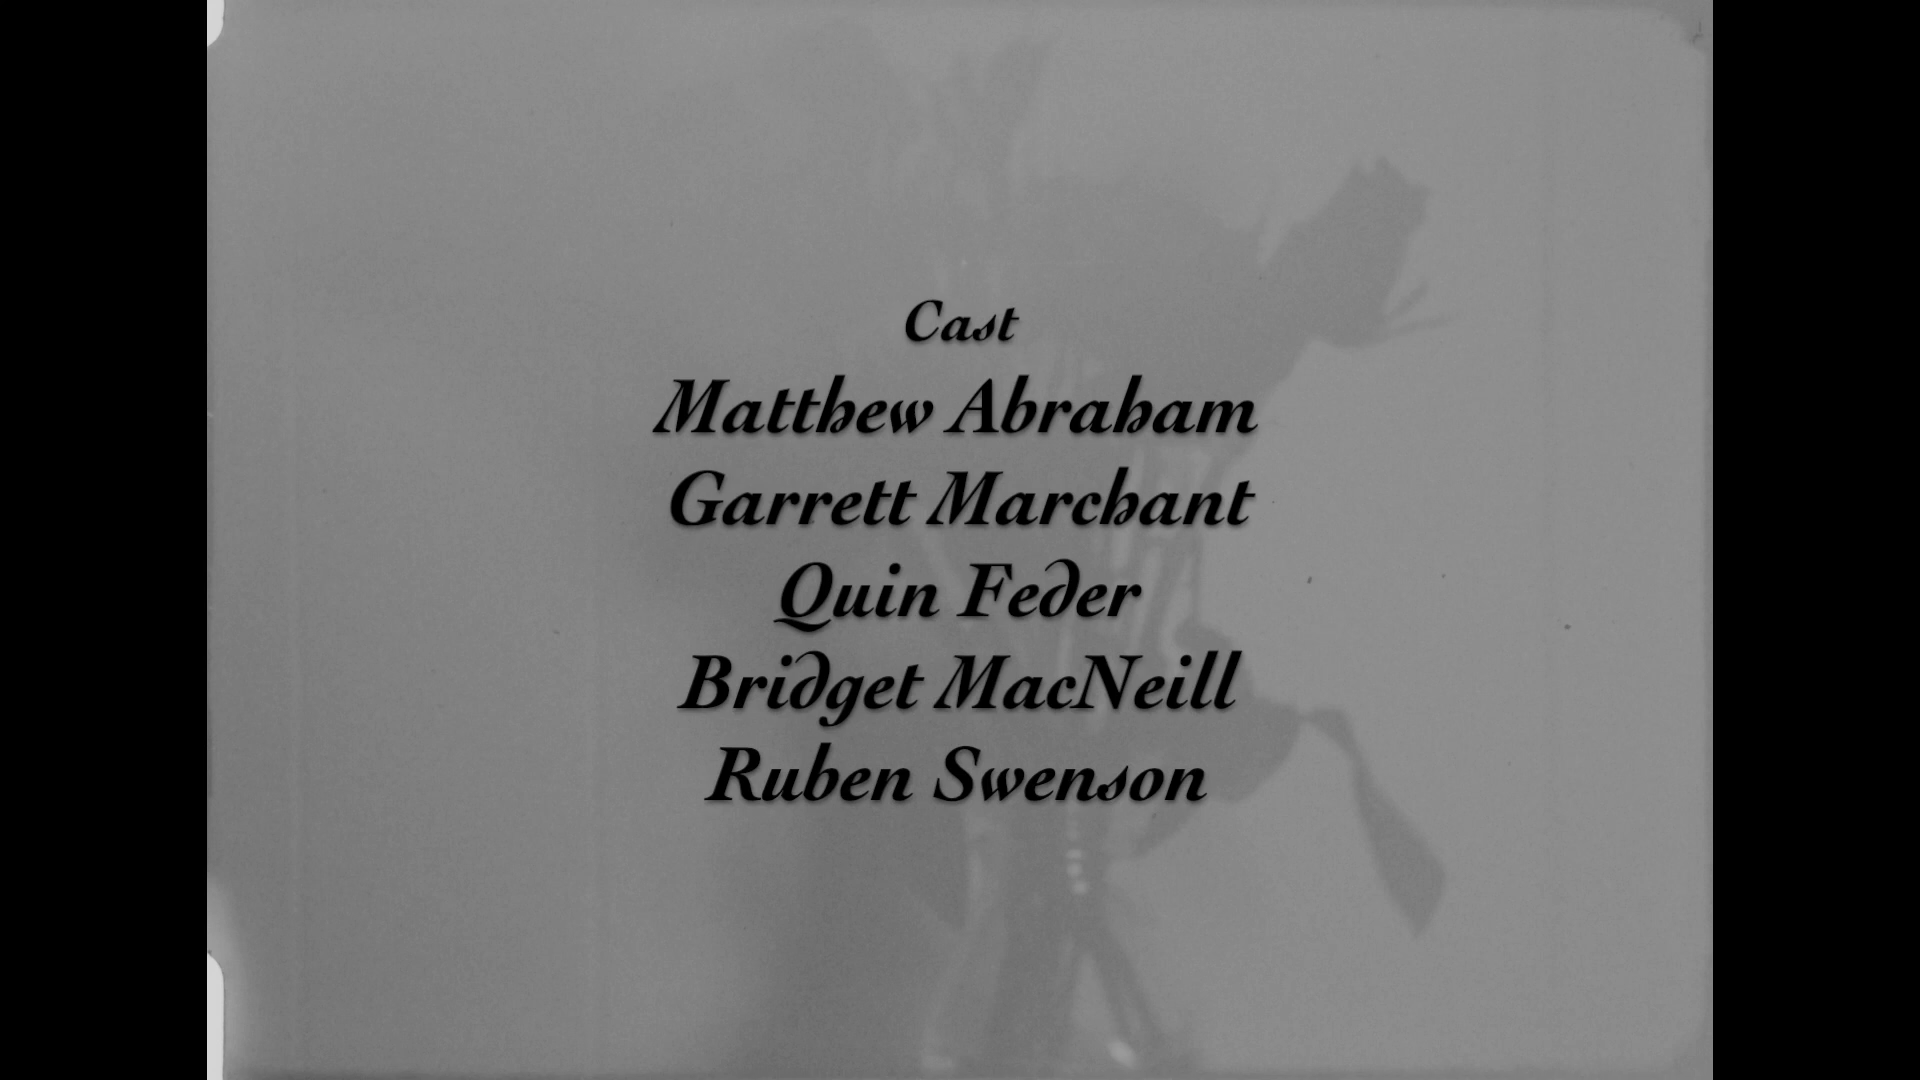 Cast
Matthew Abraham
Garrett Marchant
Quin Feder
Bridget MacNeill
Ruben Swenson